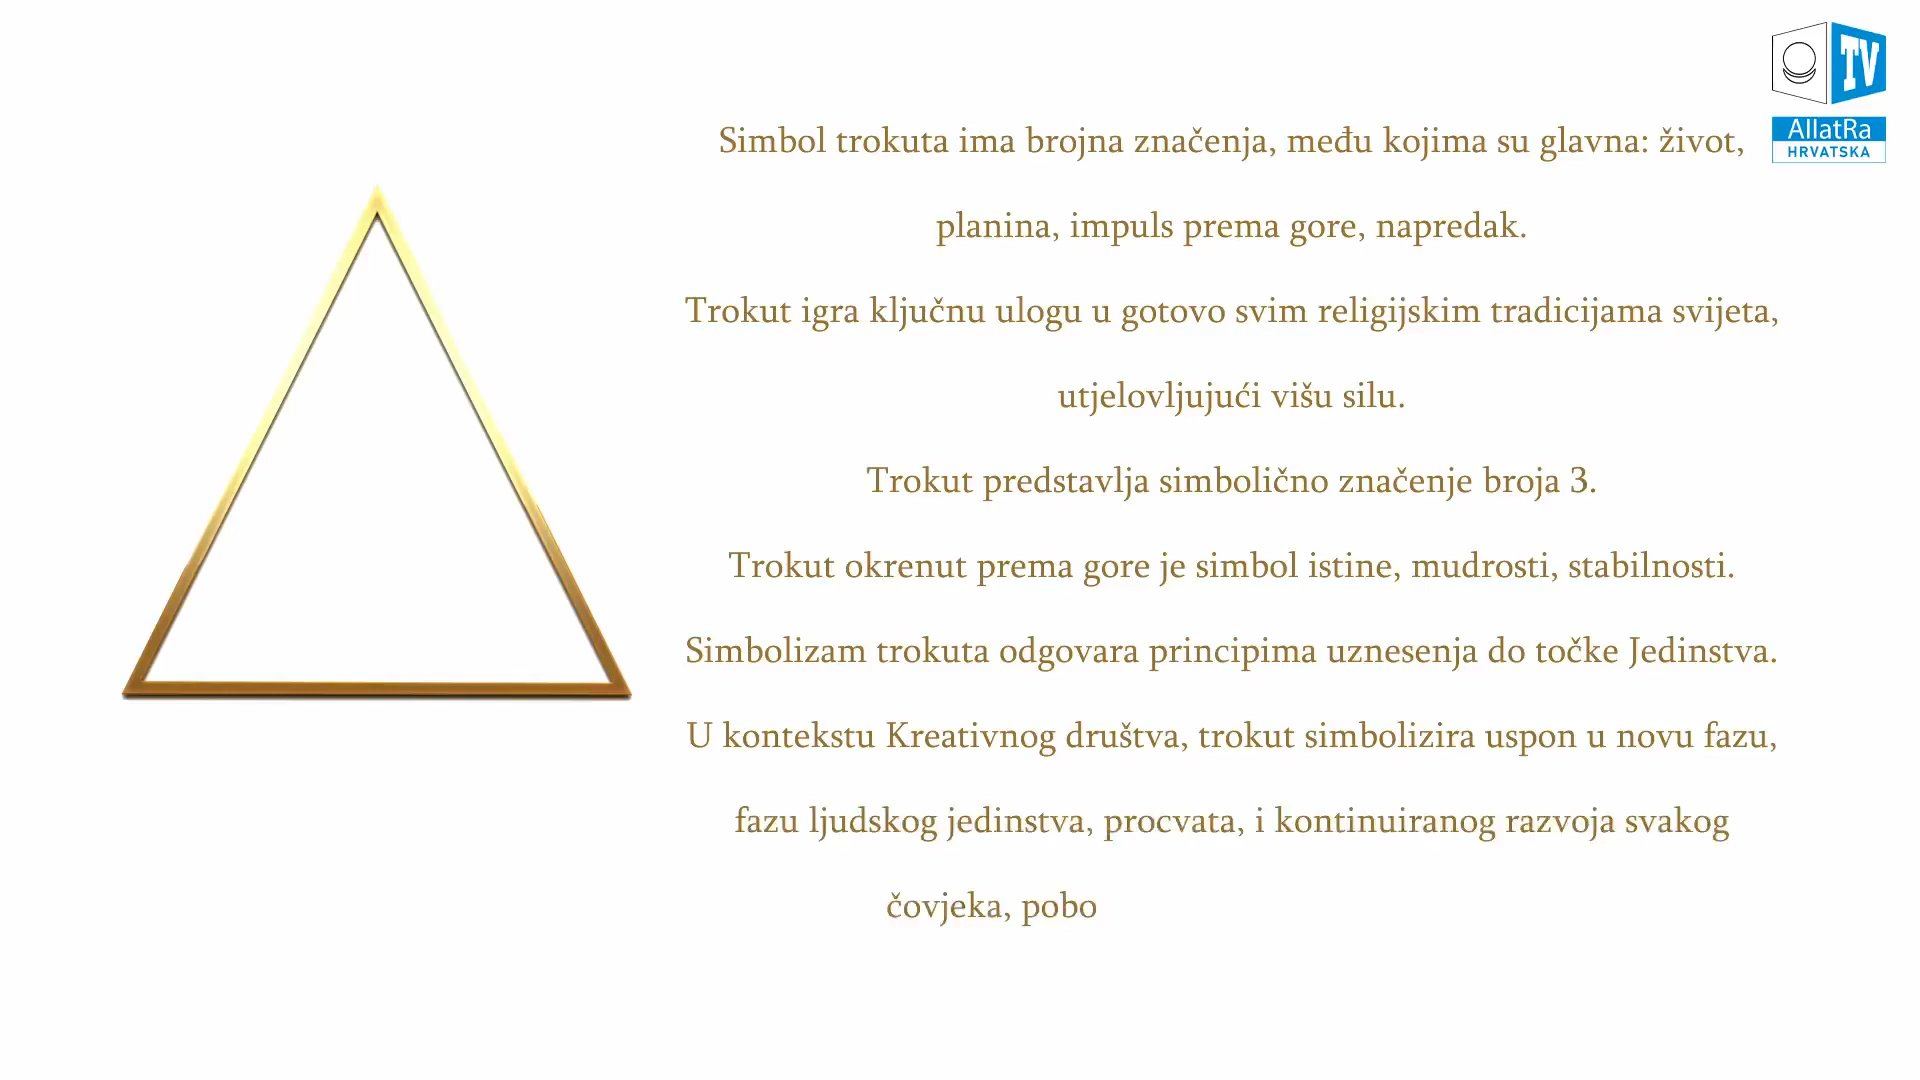 TV
AllatRa
HRVATSKA
Simbol trokuta ima brojna značenja, među kojima su glavna: život,
planina, impuls prema gore, napredak.
Trokut igra ključnu ulogu u gotovo svim religijskim tradicijama svijeta,
utjelovljujući višu silu.
Trokut predstavlja simbolično značenje broja 3.
Trokut okrenut prema gore je simbol istine, mudrosti, stabilnosti.
Simbolizam trokuta odgovara principima uznesenja do točke Jedinstva.
U kontekstu Kreativnog društva, trokut simbolizira uspon u novu fazu,
fazu ljudskog jedinstva, procvata, i kontinuiranog razvoja svakog
čovjeka, pobo